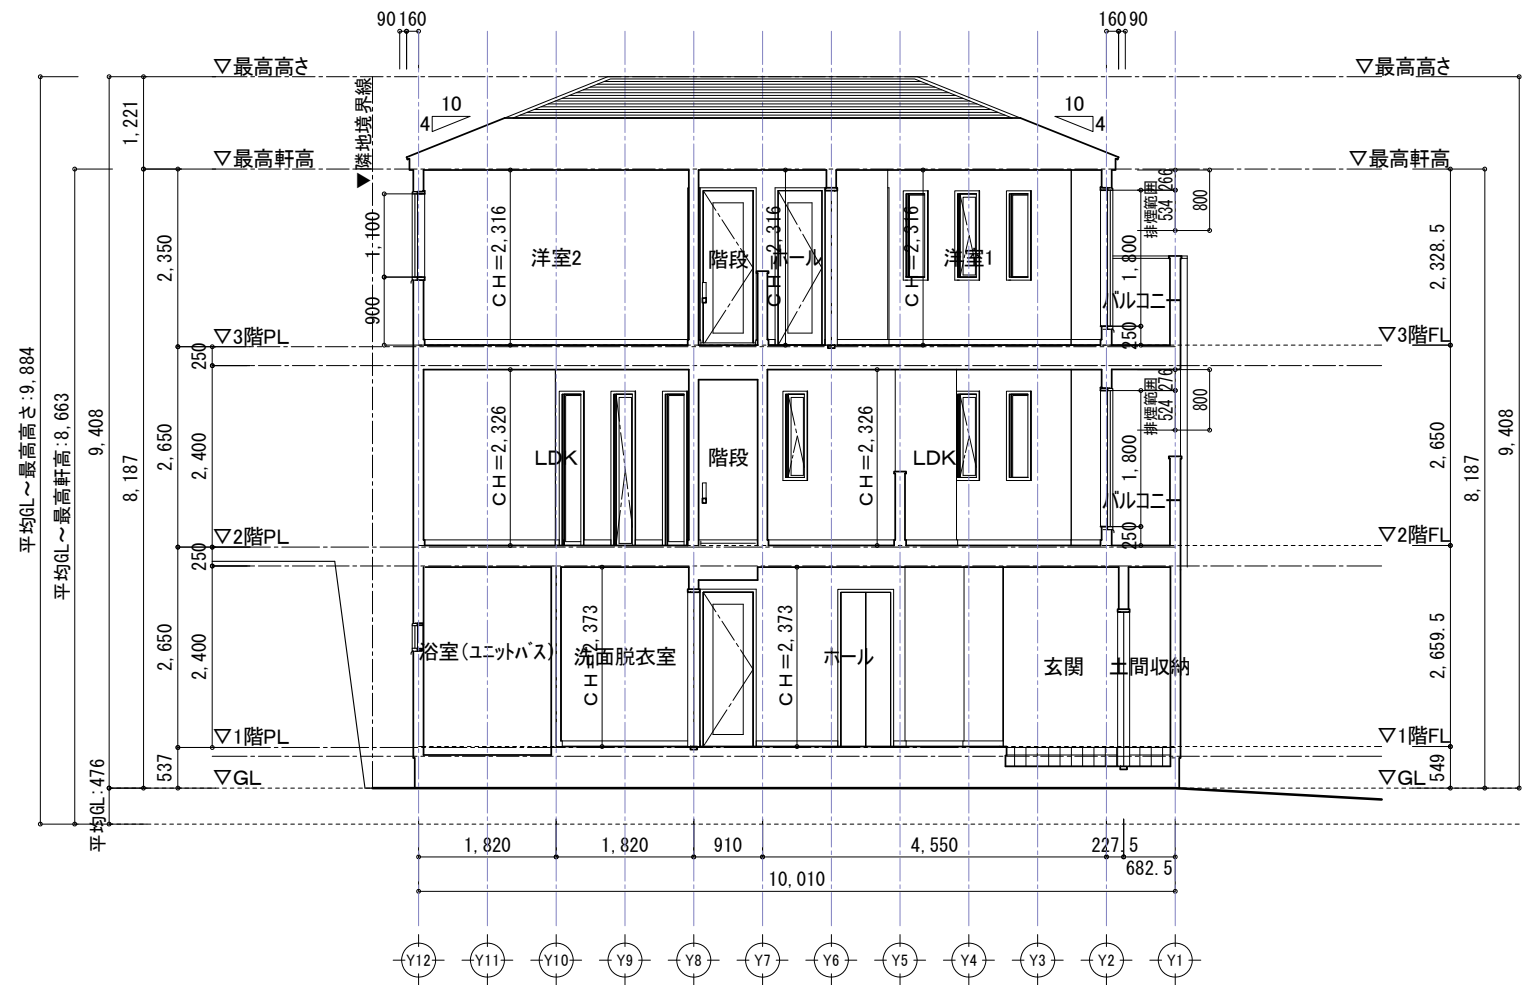 90 160
160 90
▽最高高さ
▽最高高さ
▼隣地境界線
10
4
10
4
1,221
▽最高軒高
▽最高軒高
平均GL～最高高さ:9,884
平均GL～最高軒高:8,663
9,408
8,187
2,350
1,100
900
洋室2
CH=2,316
階段
CH=2,316
ホール
CH=2,316
洋室1
1,800
250
バルコニー
排煙範囲
534
266
800
2,328.5
▽3階PL
▽3階FL
250
2,650
2,400
CH=2,326
LDK
階段
CH=2,326
LDK
1,800
250
バルコニー
排煙範囲
524
276
800
2,650
8,187
9,408
▽2階PL
▽2階FL
250
2,650
2,400
浴室(ユニットバス)
CH=2,373
洗面脱衣室
CH=2,373
ホール
玄関
土間収納
2,659.5
▽1階PL
▽1階FL
537
549
▽GL
▽GL
平均GL:476
1,820
1,820
910
4,550
227.5
682.5
10,010
Y12 Y11 Y10 Y9 Y8 Y7 Y6 Y5 Y4 Y3 Y2 Y1